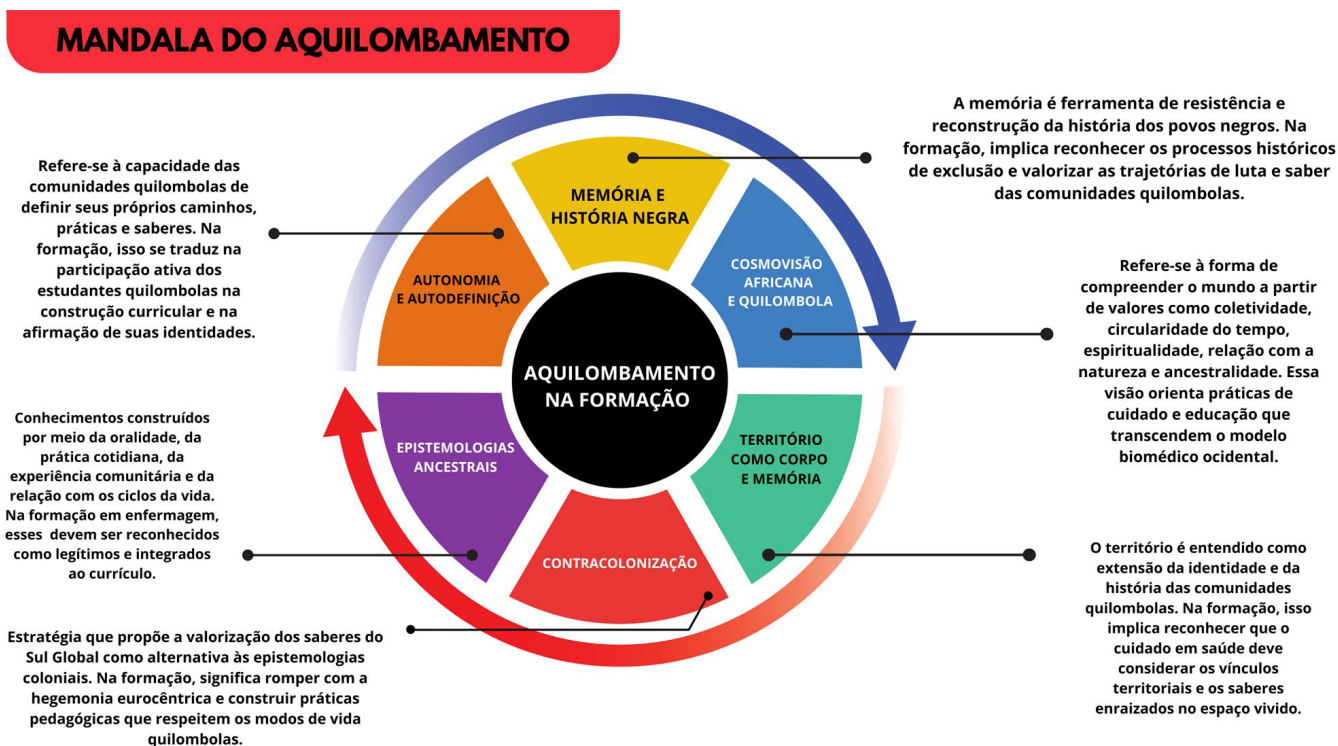 MANDALA DO AQUILOMBAMENTO
A memória é ferramenta de resistência e
reconstrução da história dos povos negros. Na
formação, implica reconhecer os processos históricos
de exclusão e valorizar as trajetórias de luta e saber
das comunidades quilombolas.
Refere-se à capacidade das
comunidades quilombolas de
definir seus próprios caminhos,
práticas e saberes. Na
formação, isso se traduz na
participação ativa dos
estudantes quilombolas na
construção curricular e na
afirmação de suas identidades.
MEMÓRIA E
HISTÓRIA NEGRA
COSMOVISÃO
AFRICANA
E QUILOMBOLA
AUTONOMIA
E AUTODEFINIÇÃO
Refere-se à forma de
compreender o mundo a partir
de valores como coletividade,
circularidade do tempo,
espiritualidade, relação com a
natureza e ancestralidade. Essa
visão orienta práticas de
cuidado e educação que
transcendem o modelo
biomédico ocidental.
AQUILOMBAMENTO
NA FORMAÇÃO
Conhecimentos construídos
por meio da oralidade, da
prática cotidiana, da
experiência comunitária e da
relação com os ciclos da vida.
Na formação em enfermagem,
esses devem ser reconhecidos
como legítimos e integrados
ao currículo.
EPISTEMOLOGIAS
ANCESTRAIS
TERRITÓRIO
COMO CORPO
E MEMÓRIA
CONTRACOLONIZAÇÃO
O território é entendido como
extensão da identidade e da
história das comunidades
quilombolas. Na formação, isso
implica reconhecer que o
cuidado em saúde deve
considerar os vínculos
territoriais e os saberes
enraizados no espaço vivido.
Estratégia que propõe a valorização dos saberes do
Sul Global como alternativa às epistemologias
coloniais. Na formação, significa romper com a
hegemonia eurocêntrica e construir práticas
pedagógicas que respeitem os modos de vida
quilombolas.